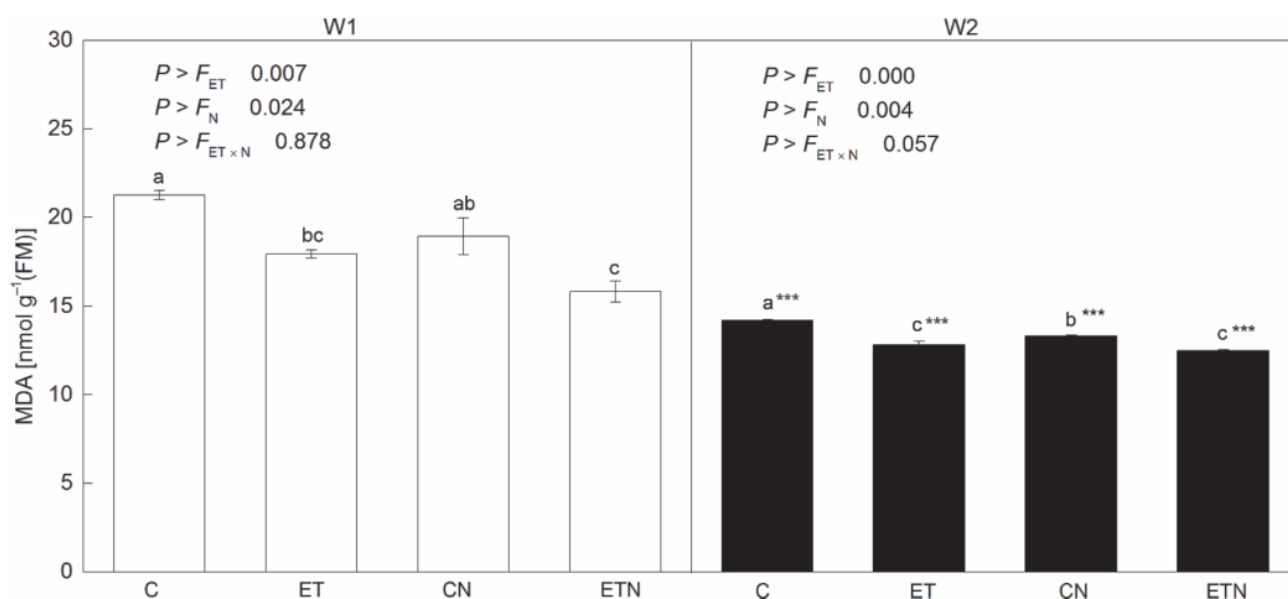 W1 W2
30
25
20
15
10
5
0
MDA [nmol g⁻¹(FM)]
P > F_ET 0.007
P > F_N 0.024
P > F_ET × N 0.878
a
bc
ab
c
P > F_ET 0.000
P > F_N 0.004
P > F_ET × N 0.057
a***
c***
b***
c***
C ET CN ETN C ET CN ETN